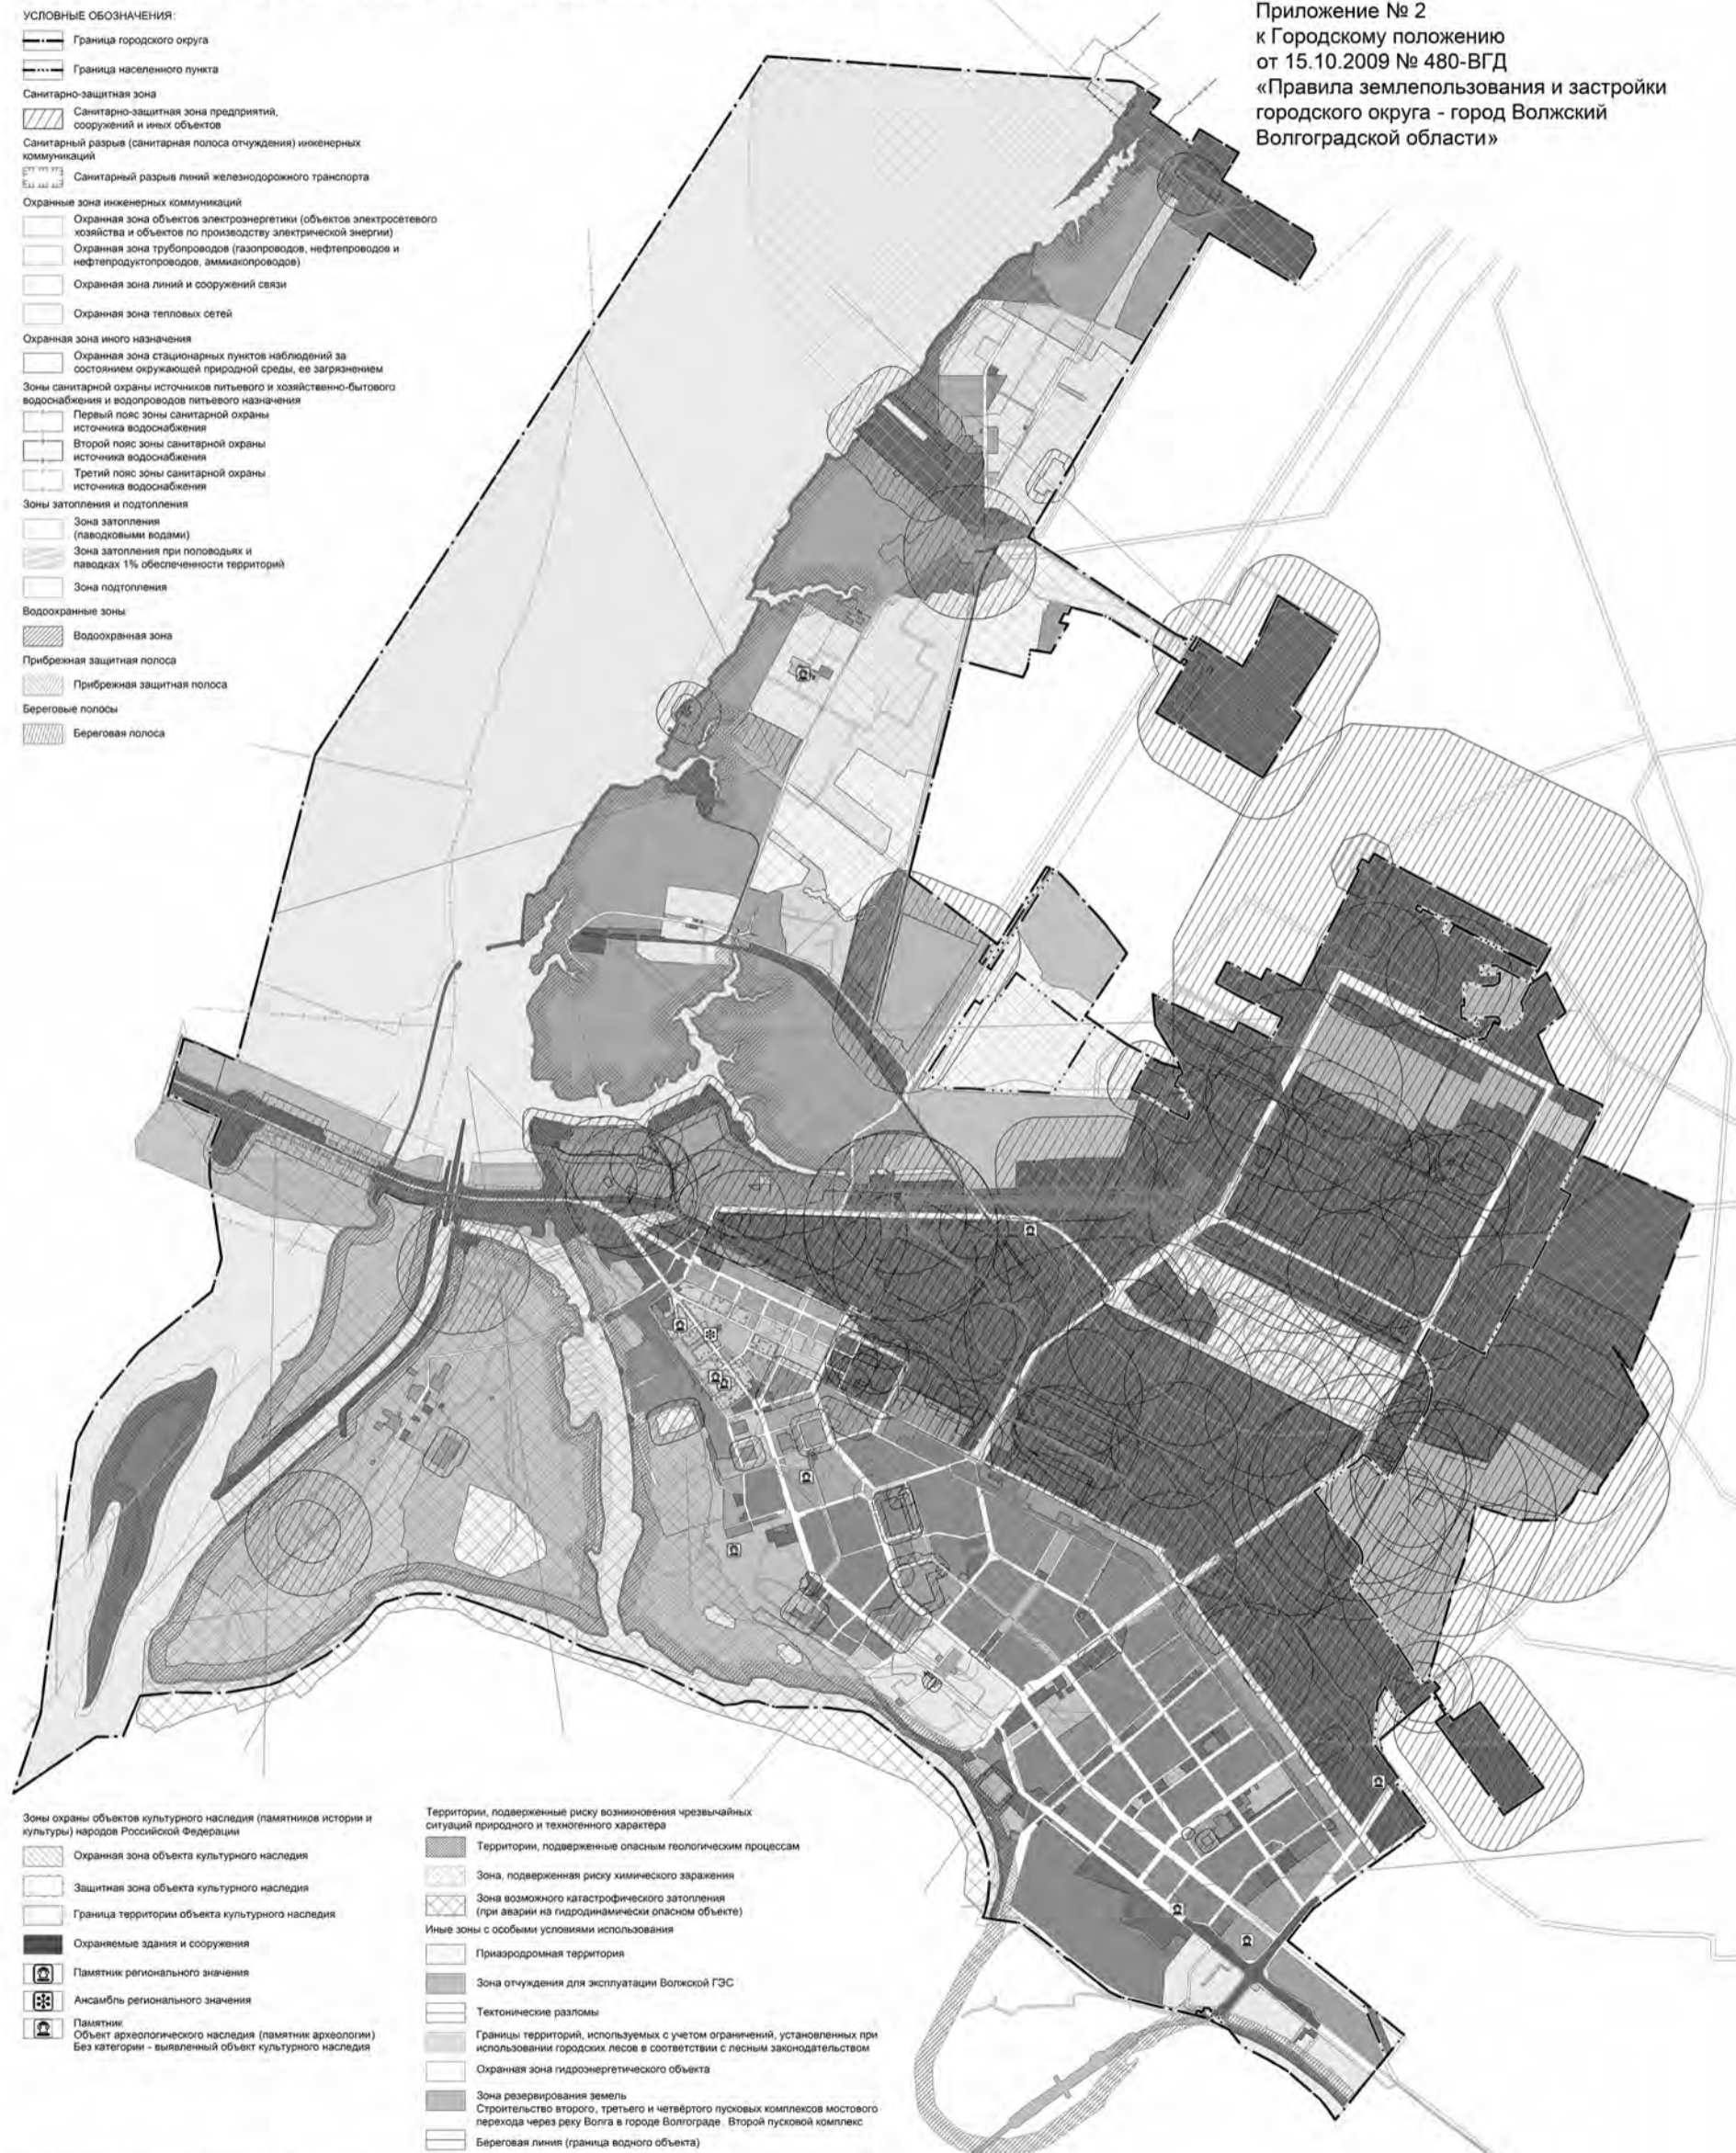 УСЛОВНЫЕ ОБОЗНАЧЕНИЯ:
Граница городского округа
Граница населенного пункта
Санитарно-защитная зона
Санитарно-защитная зона предприятий,
сооружений и иных объектов
Санитарный разрыв (санитарная полоса отчуждения) инженерных
коммуникаций
Санитарный разрыв линий железнодорожного транспорта
Охранные зона инженерных коммуникаций
Охранная зона объектов электроэнергетики (объектов электросетевого
хозяйства и объектов по производству электрической энергии)
Охранная зона трубопроводов (газопроводов, нефтепроводов и
нефтепродуктопроводов, аммиакопроводов)
Охранная зона линий и сооружений связи
Охранная зона тепловых сетей
Охранная зона иного назначения
Охранная зона стационарных пунктов наблюдений за
состоянием окружающей природной среды, ее загрязнением
Зоны санитарной охраны источников питьевого и хозяйственно-бытового
водоснабжения и водопроводов питьевого назначения
Первый пояс зоны санитарной охраны
источника водоснабжения
Второй пояс зоны санитарной охраны
источника водоснабжения
Третий пояс зоны санитарной охраны
источника водоснабжения
Зоны затопления и подтопления
Зона затопления
(паводковыми водами)
Зона затопления при половодьях и
паводках 1% обеспеченности территорий
Зона подтопления
Водоохранные зоны
Водоохранная зона
Прибрежная защитная полоса
Прибрежная защитная полоса
Береговые полосы
Береговая полоса
Приложение № 2
к Городскому положению
от 15.10.2009 № 480-ВГД
«Правила землепользования и застройки
городского округа - город Волжский
Волгоградской области»
Зоны охраны объектов культурного наследия (памятников истории и
культуры) народов Российской Федерации
Охранная зона объекта культурного наследия
Защитная зона объекта культурного наследия
Граница территории объекта культурного наследия
Охраняемые здания и сооружения
Памятник регионального значения
Ансамбль регионального значения
Памятник
Объект археологического наследия (памятник археологии)
Без категории - выявленный объект культурного наследия
Территории, подверженные риску возникновения чрезвычайных
ситуаций природного и техногенного характера
Территории, подверженные опасным геологическим процессам
Зона, подверженная риску химического заражения
Зона возможного катастрофического затопления
(при аварии на гидродинамически опасном объекте)
Иные зоны с особыми условиями использования
Приаэродромная территория
Зона отчуждения для эксплуатации Волжской ГЭС
Тектонические разломы
Границы территорий, используемых с учетом ограничений, установленных при
использовании городских лесов в соответствии с лесным законодательством
Охранная зона гидроэнергетического объекта
Зона резервирования земель
Строительство второго, третьего и четвёртого пусковых комплексов мостового
перехода через реку Волга в городе Волгограде. Второй пусковой комплекс
Береговая линия (граница водного объекта)